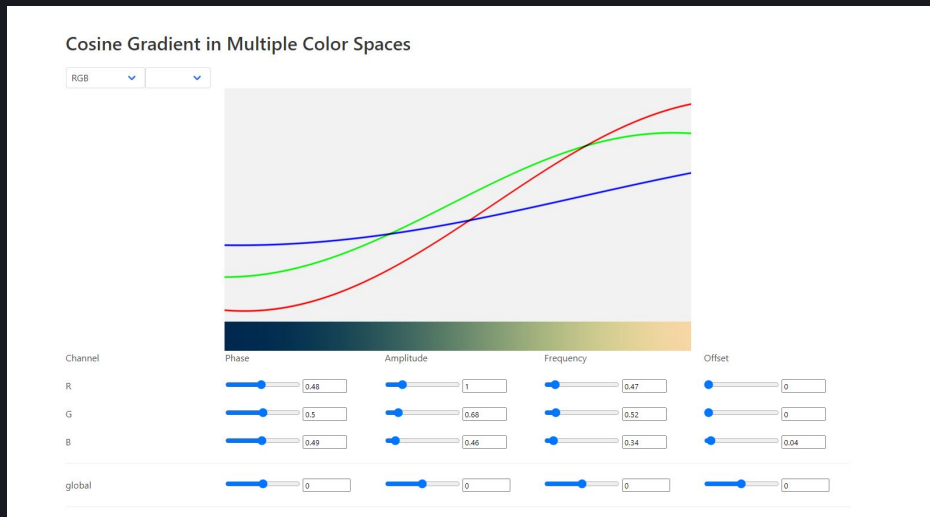 Cosine Gradient in Multiple Color Spaces
RGB
Channel Phase Amplitude Frequency Offset
R 0.48 1 0.47 0
G 0.5 0.68 0.52 0
B 0.49 0.46 0.34 0.04
global 0 0 0 0